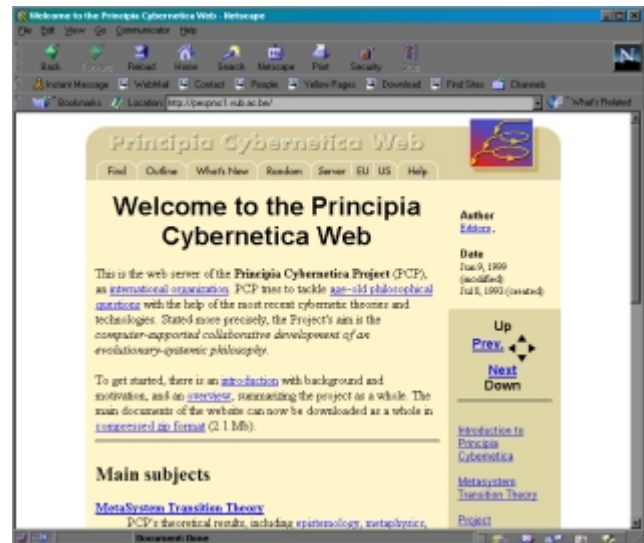 Welcome to the Principia Cybernetica Web - Netscape
File Edit View Go Communicator Help
Back Forward Reload Home Search Netscape Print Security Stop
Instant Message WebMail Contact People Yellow Pages Download Find Sites Channels
Bookmarks Location: http://pespmc1.vub.ac.be/ What's Related
Principia Cybernetica Web
Find Outline What's New Random Server EU US Help
Welcome to the Principia
Cybernetica Web
This is the web server of the Principia Cybernetica Project (PCP),
an international organization. PCP tries to tackle age-old philosophical
questions with the help of the most recent cybernetic theories and
technologies. Stated more precisely, the Project's aim is the
computer-supported collaborative development of an
evolutionary-systemic philosophy.
To get started, there is an introduction with background and
motivation, and an overview, summarizing the project as a whole. The
main documents of the website can now be downloaded as a whole in
compressed zip format (2.1 Mb).
Main subjects
MetaSystem Transition Theory
PCP's theoretical results, including epistemology, metaphysics,
Author
Editors,
Date
1999
(modified)
1993 (created)
Up
Prev.
Next
Down
Introduction to
Principia
Cybernetica
Metasystem
Transition Theory
Project
Document: Done